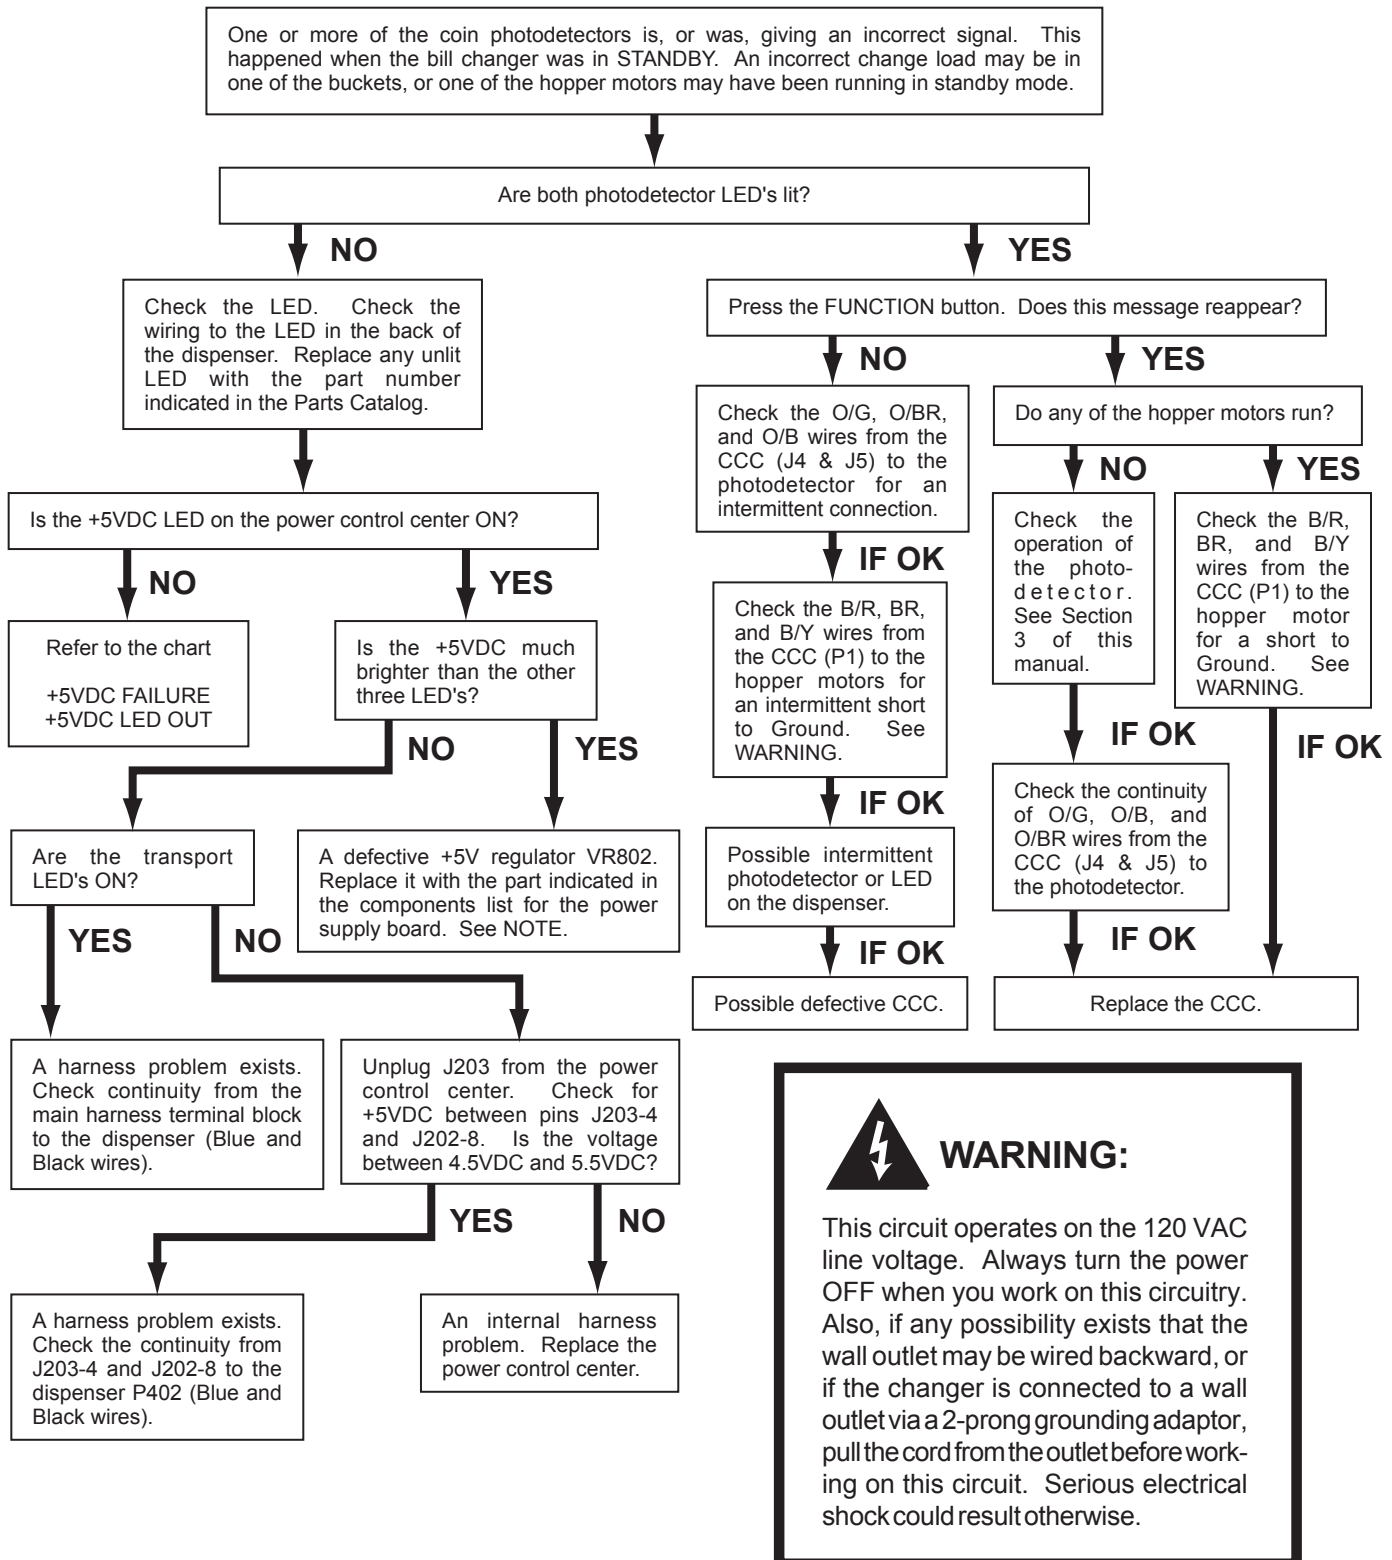 One or more of the coin photodetectors is, or was, giving an incorrect signal. This
happened when the bill changer was in STANDBY. An incorrect change load may be in
one of the buckets, or one of the hopper motors may have been running in standby mode.
Are both photodetector LED's lit?
NO
YES
Check the LED. Check the
wiring to the LED in the back of
the dispenser. Replace any unlit
LED with the part number
indicated in the Parts Catalog.
Is the +5VDC LED on the power control center ON?
NO
YES
Refer to the chart
+5VDC FAILURE
+5VDC LED OUT
Is the +5VDC much
brighter than the other
three LED's?
NO
YES
Are the transport
LED's ON?
A defective +5V regulator VR802.
Replace it with the part indicated in
the components list for the power
supply board. See NOTE.
YES
NO
A harness problem exists.
Check continuity from the
main harness terminal block
to the dispenser (Blue and
Black wires).
Unplug J203 from the power
control center. Check for
+5VDC between pins J203-4
and J202-8. Is the voltage
between 4.5VDC and 5.5VDC?
YES
NO
A harness problem exists.
Check the continuity from
J203-4 and J202-8 to the
dispenser P402 (Blue and
Black wires).
An internal harness
problem. Replace the
power control center.
Press the FUNCTION button. Does this message reappear?
NO
YES
Check the O/G, O/BR,
and O/B wires from the
CCC (J4 & J5) to the
photodetector for an
intermittent connection.
IF OK
Check the B/R, BR,
and B/Y wires from
the CCC (P1) to the
hopper motors for
an intermittent short
to Ground. See
WARNING.
IF OK
Possible intermittent
photodetector or LED
on the dispenser.
IF OK
Possible defective CCC.
Do any of the hopper motors run?
NO
YES
Check the
operation of
the photo-
detector.
See Section
3 of this
manual.
IF OK
Check the continuity
of O/G, O/B, and
O/BR wires from the
CCC (J4 & J5) to
the photodetector.
IF OK
Check the B/R,
BR, and B/Y
wires from the
CCC (P1) to the
hopper motor
for a short to
Ground. See
WARNING.
IF OK
Replace the CCC.
WARNING:
This circuit operates on the 120 VAC
line voltage. Always turn the power
OFF when you work on this circuitry.
Also, if any possibility exists that the
wall outlet may be wired backward, or
if the changer is connected to a wall
outlet via a 2-prong grounding adaptor,
pull the cord from the outlet before work-
ing on this circuit. Serious electrical
shock could result otherwise.